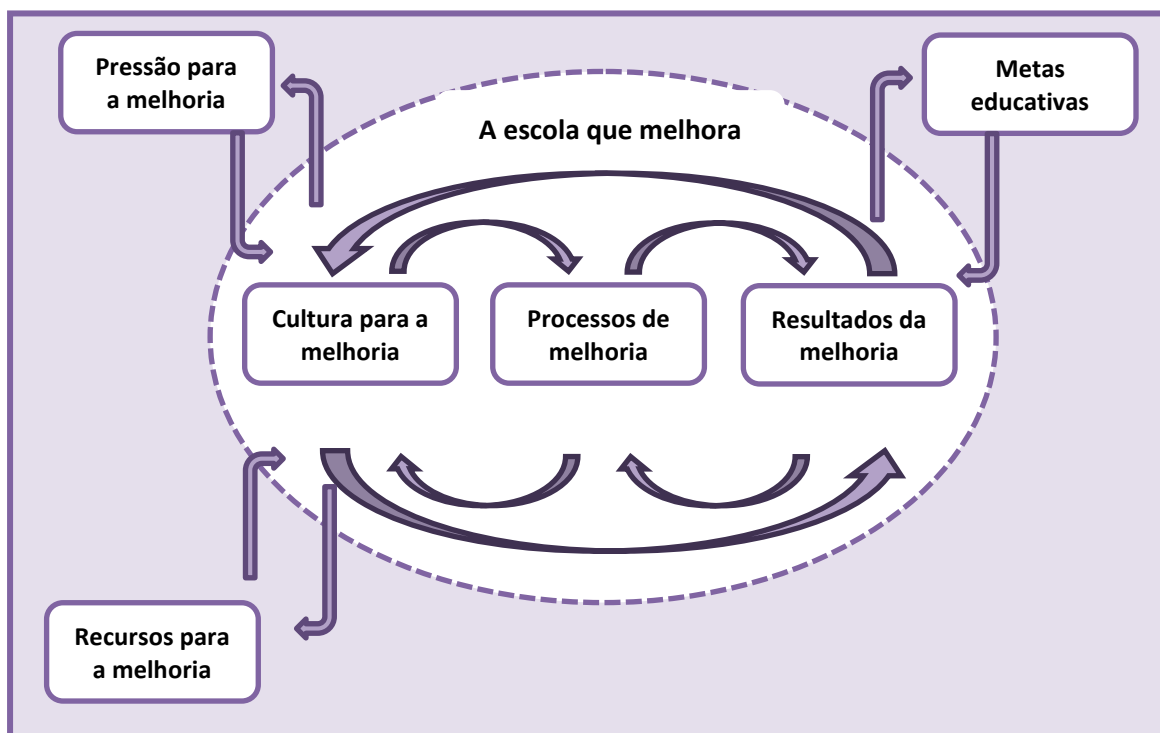 Pressão para
a melhoria
Metas
educativas
A escola que melhora
Cultura para a
melhoria
Processos de
melhoria
Resultados da
melhoria
Recursos para
a melhoria